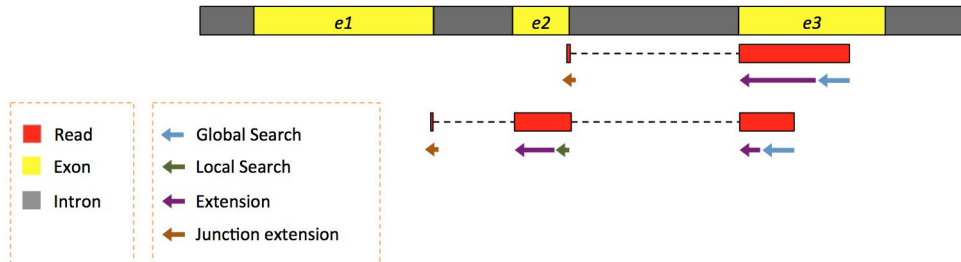 e1 e2 e3
Read
Exon
Intron
Global Search
Local Search
Extension
Junction extension